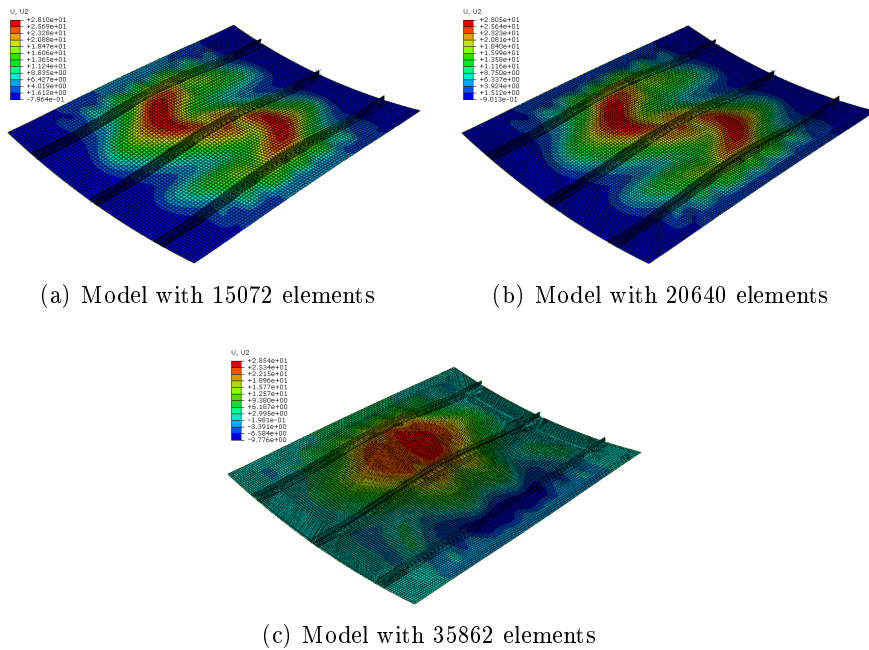 U, U2
+2.810e+01
+2.569e+01
+2.328e+01
+2.088e+01
+1.847e+01
+1.606e+01
+1.365e+01
+1.124e+01
+8.835e+00
+6.427e+00
+4.019e+00
+1.612e+00
-7.964e-01
U, U2
+2.805e+01
+2.564e+01
+2.323e+01
+2.081e+01
+1.840e+01
+1.599e+01
+1.358e+01
+1.116e+01
+8.750e+00
+6.337e+00
+3.924e+00
+1.512e+00
-9.013e-01
(a) Model with 15072 elements
(b) Model with 20640 elements
U, U2
+2.854e+01
+2.534e+01
+2.215e+01
+1.896e+01
+1.577e+01
+1.257e+01
+9.380e+00
+6.187e+00
+2.995e+00
-1.981e-01
-3.391e+00
-6.584e+00
-9.776e+00
(c) Model with 35862 elements